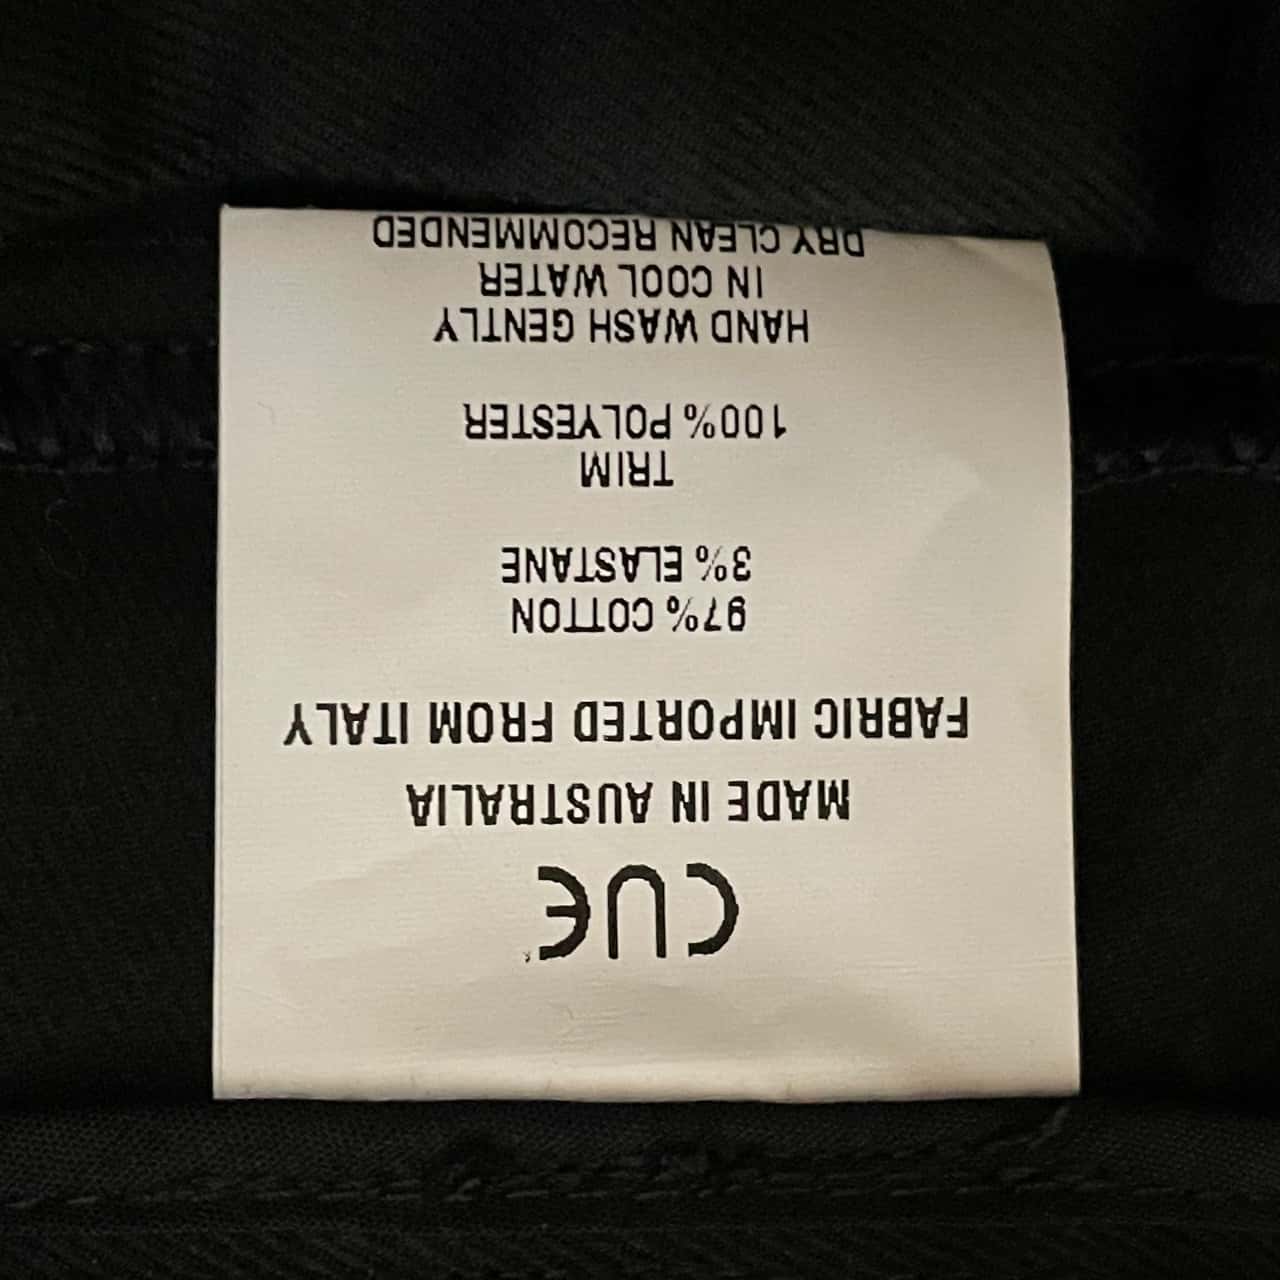 CUE
MADE IN AUSTRALIA
FABRIC IMPORTED FROM ITALY
97% COTTON
3% ELASTANE
TRIM
100% POLYESTER
HAND WASH GENTLY
IN COOL WATER
DRY CLEAN RECOMMENDED